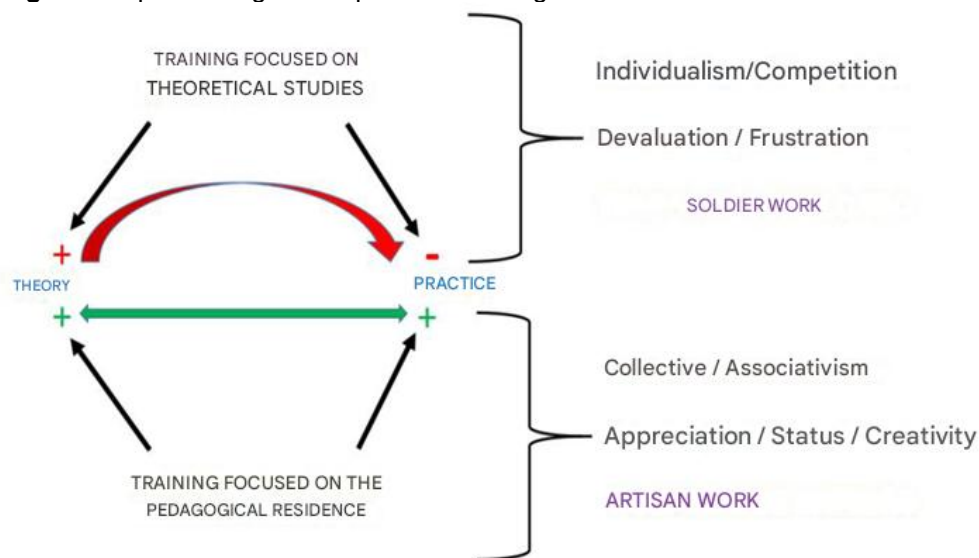 TRAINING FOCUSED ON
THEORETICAL STUDIES
Individualism/Competition
Devaluation / Frustration
SOLDIER WORK
+
-
THEORY
PRACTICE
+
+
Collective / Associativism
Appreciation / Status / Creativity
ARTISAN WORK
TRAINING FOCUSED ON THE
PEDAGOGICAL RESIDENCE